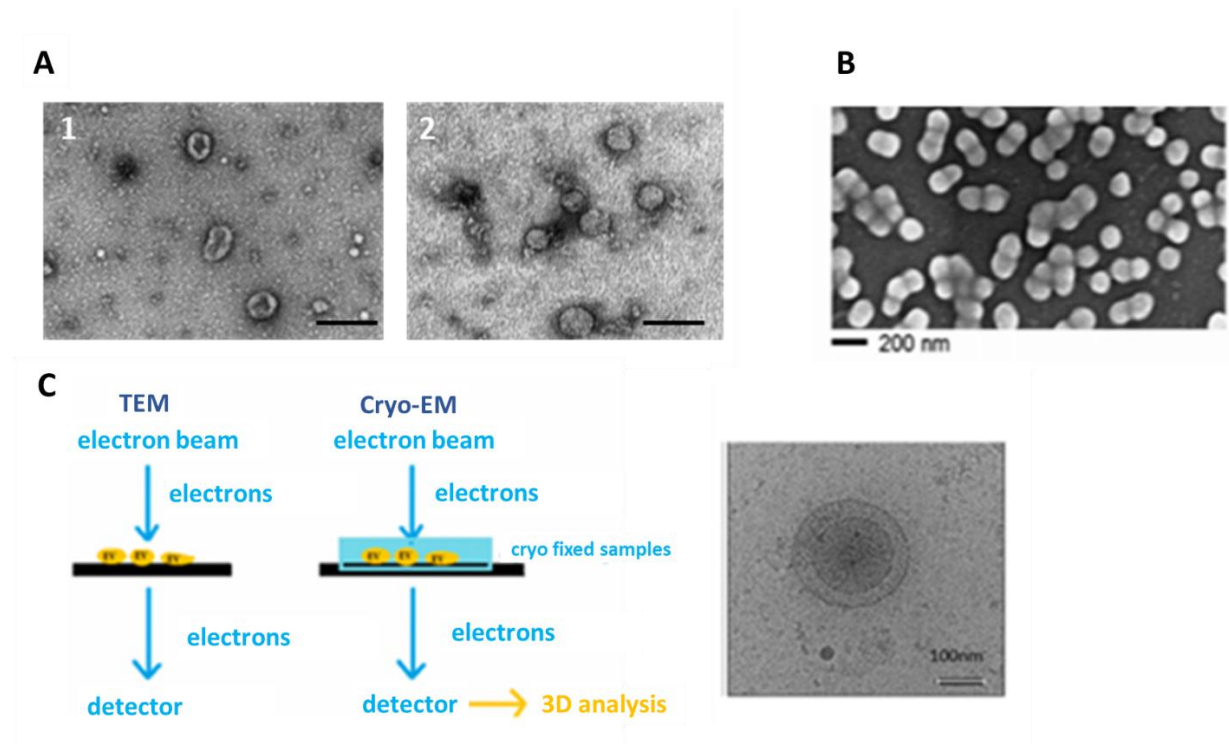 A
B
1
2
200 nm
C
TEM
Cryo-EM
electron beam
electron beam
electrons
electrons
EV EV EV
EV EV EV
cryo fixed samples
electrons
electrons
100nm
detector
detector
3D analysis